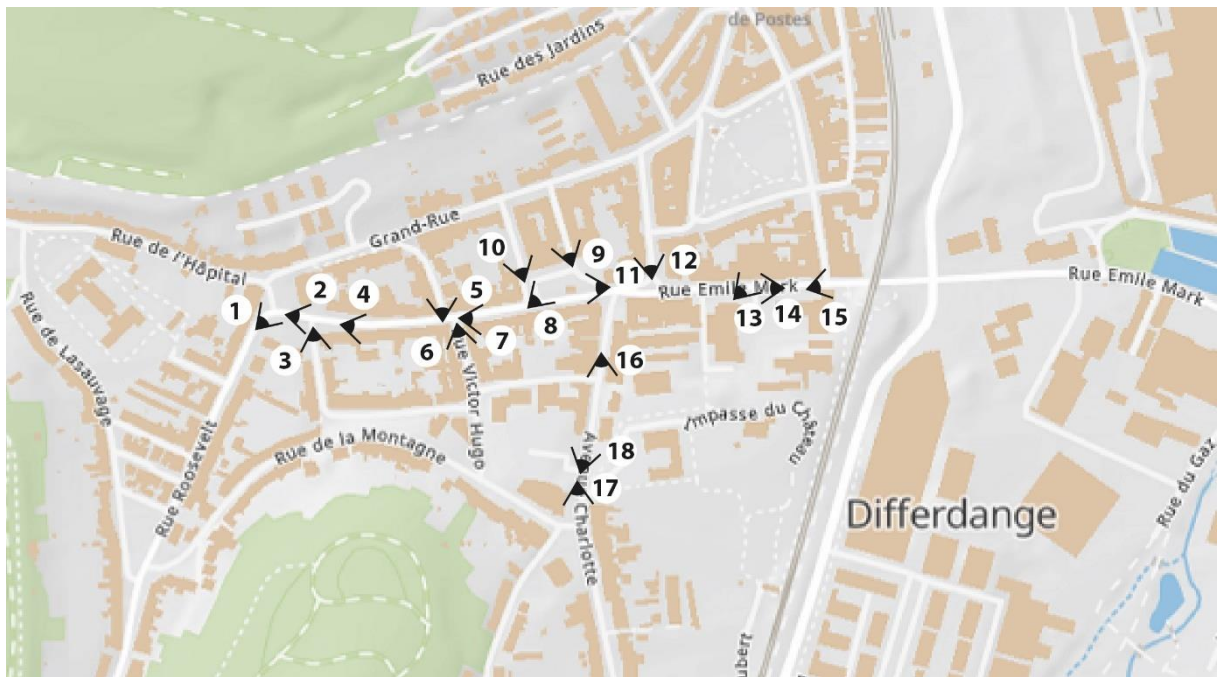 de Postes
Rue des Jardins
Grand-Rue
Rue de l'Hôpital
10
9
12
11
Rue Emile Mark
Rue Emile Mark
1
2
4
5
8
13
14
15
3
6
7
16
Rue de Lasauvage
Rue Victor Hugo
Impasse du Château
Rue de la Montagne
18
17
Rue Roosevelt
Charlotte
Differdange
Rue du Gaz
ubert